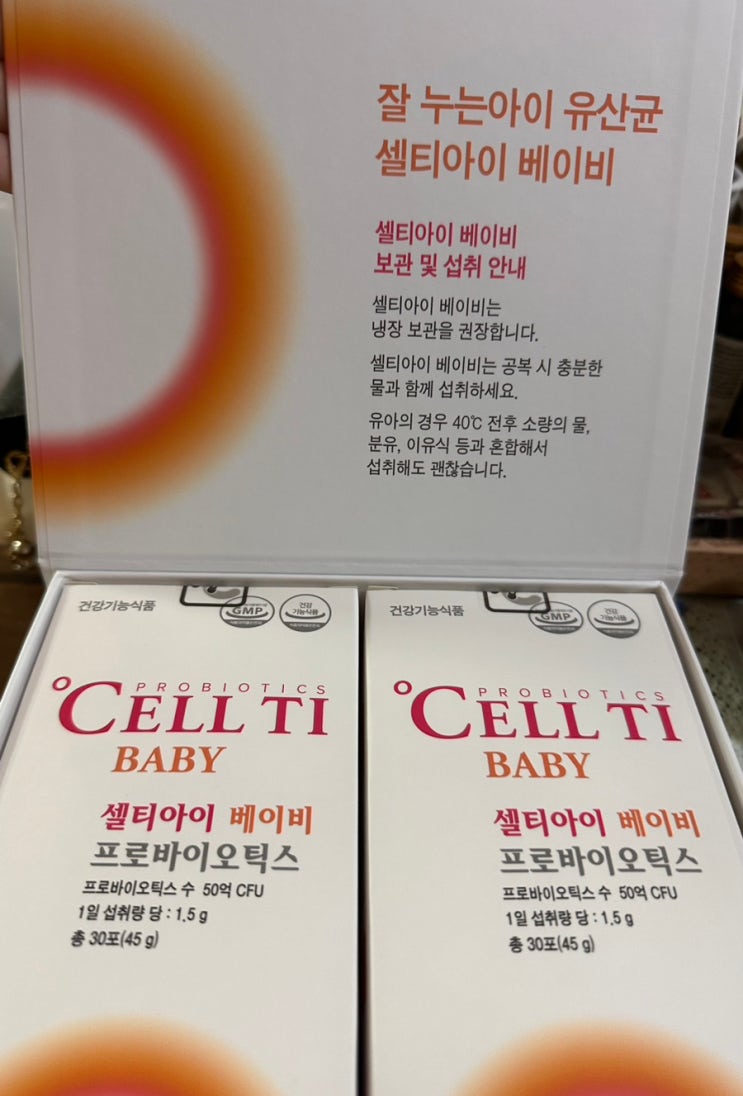 잘 누는아이 유산균
셀티아이 베이비
셀티아이 베이비
보관 및 섭취 안내
셀티아이 베이비는
냉장 보관을 권장합니다.
셀티아이 베이비는 공복 시 충분한
물과 함께 섭취하세요.
유아의 경우 40℃ 전후 소량의 물,
분유, 이유식 등과 혼합해서
섭취해도 괜찮습니다.
건강기능식품
GMP
건강
기능식품
PROBIOTICS
°CELL TI
BABY
셀티아이 베이비
프로바이오틱스
프로바이오틱스 수 50억 CFU
1일 섭취량 당 : 1.5 g
총 30포(45 g)
건강기능식품
GMP
건강
기능식품
PROBIOTICS
°CELL TI
BABY
셀티아이 베이비
프로바이오틱스
프로바이오틱스 수 50억 CFU
1일 섭취량 당 : 1.5 g
총 30포(45 g)